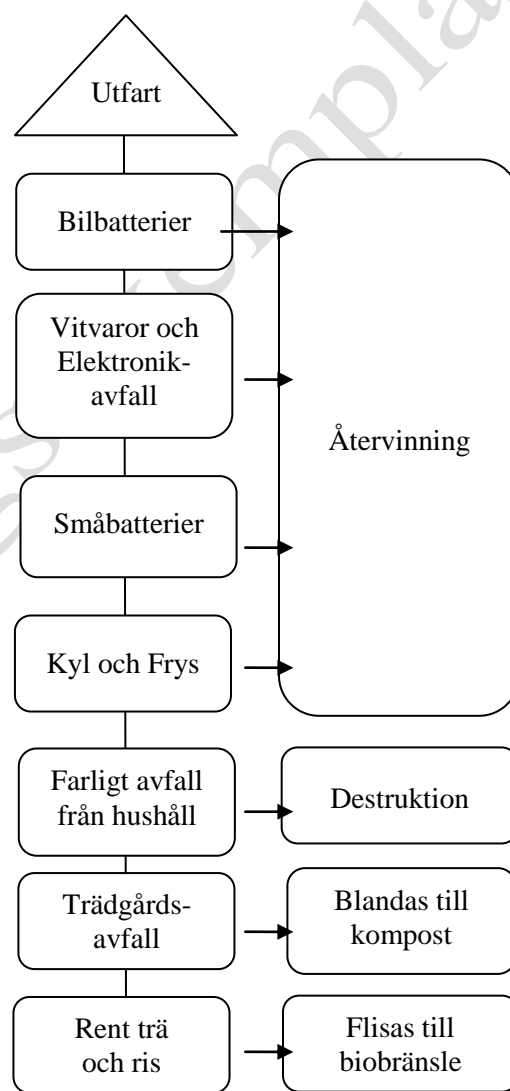 Utfart
Bilbatterier
Vitvaror och
Elektronik-
avfall
Återvinning
Småbatterier
Kyl och Frys
Farligt avfall
från hushåll
Destruktion
Trädgårds-
avfall
Blandas till
kompost
Rent trä
och ris
Flisas till
biobränsle